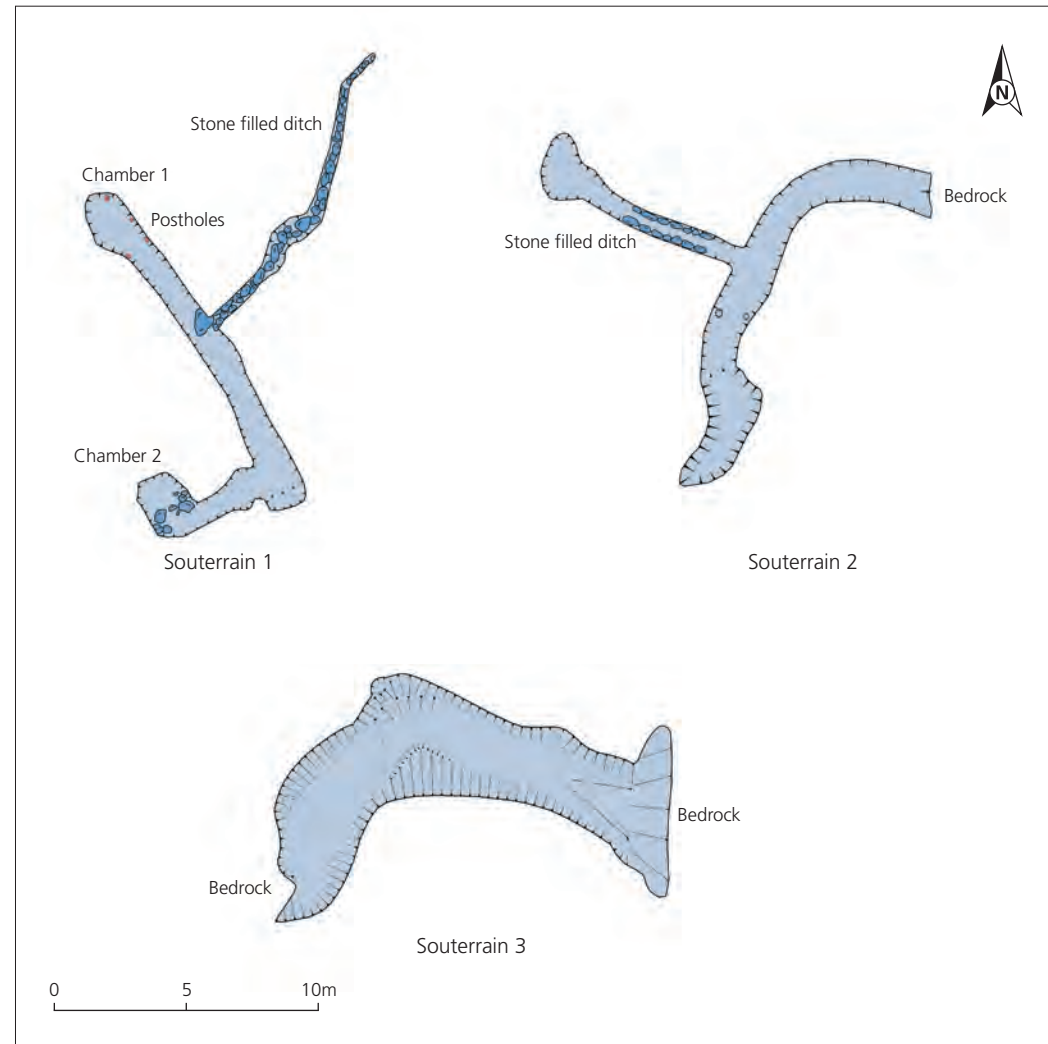 N
Stone filled ditch
Chamber 1
Postholes
Chamber 2
Souterrain 1
Bedrock
Stone filled ditch
Souterrain 2
Bedrock
Bedrock
Souterrain 3
0 5 10m